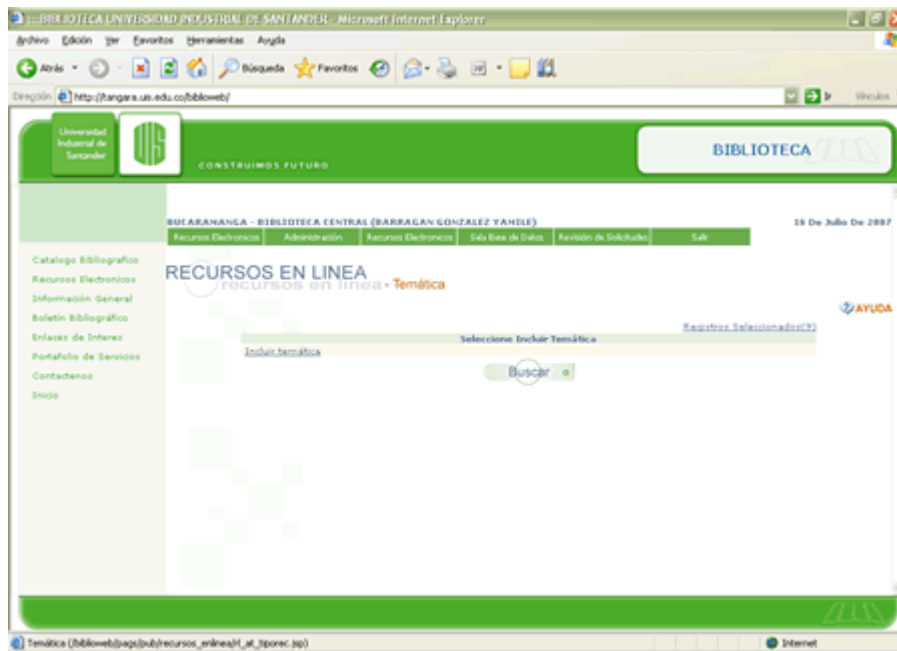 :::BIBLIOTECA UNIVERSIDAD INDUSTRIAL DE SANTANDER - Microsoft Internet Explorer
Archivo Edición Ver Favoritos Herramientas Ayuda
Atrás Búsqueda Favoritos
Dirección http://tangara.uis.edu.co/bibloweb/ Ir Vínculos
Universidad
Industrial de
Santander
UIS
CONSTRUIMOS FUTURO
BIBLIOTECA
BUCARAMANGA - BIBLIOTECA CENTRAL (BARRAGAN GONZALEZ YAMILE) 16 De Julio De 2007
Recursos Electronicos Administración Recursos Electronicos Sala Base de Datos Revisión de Solicitudes Salir
Catalogo Bibliografico
Recursos Electronicos
Información General
Boletín Bibliográfico
Enlaces de Interes
Portafolio de Servicios
Contactenos
Inicio
RECURSOS EN LINEA
recursos en linea - Temática
AYUDA
Registros Seleccionados(9)
Seleccione Incluir Temática
Incluir temática
Buscar
Temática (/bibloweb/pags/pub/recursos_enlinea/rl_at_tiporec.jsp) Internet